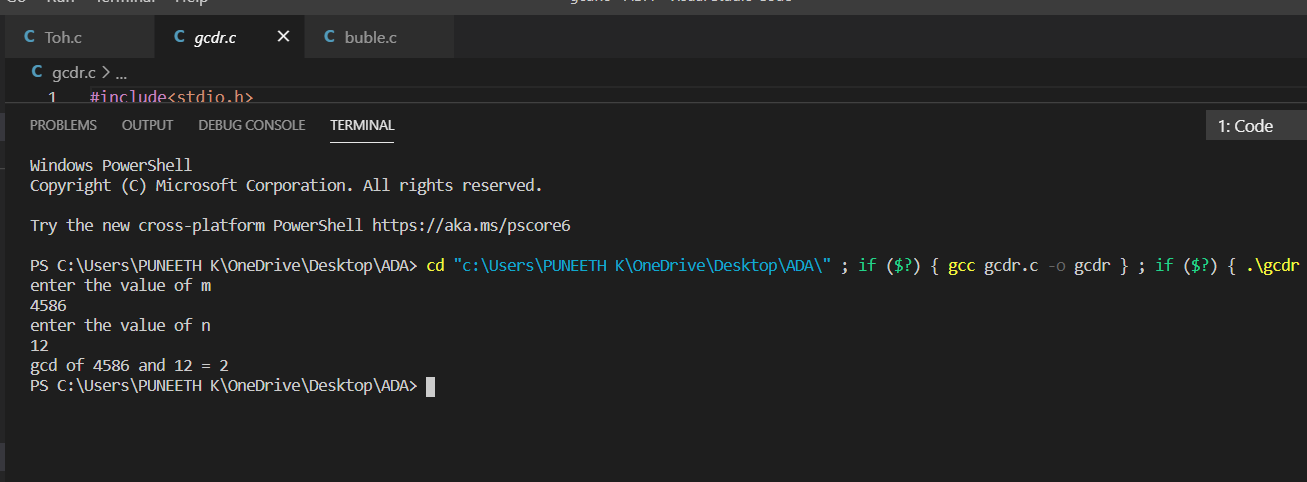 Go Run Terminal Help
C Toh.c C gcdr.c × C buble.c
C gcdr.c > ...
1 #include<stdio.h>
PROBLEMS OUTPUT DEBUG CONSOLE TERMINAL 1: Code
Windows PowerShell
Copyright (C) Microsoft Corporation. All rights reserved.
Try the new cross-platform PowerShell https://aka.ms/pscore6
PS C:\Users\PUNEETH K\OneDrive\Desktop\ADA> cd "c:\Users\PUNEETH K\OneDrive\Desktop\ADA\" ; if ($?) { gcc gcdr.c -o gcdr } ; if ($?) { .\gcdr
enter the value of m
4586
enter the value of n
12
gcd of 4586 and 12 = 2
PS C:\Users\PUNEETH K\OneDrive\Desktop\ADA>